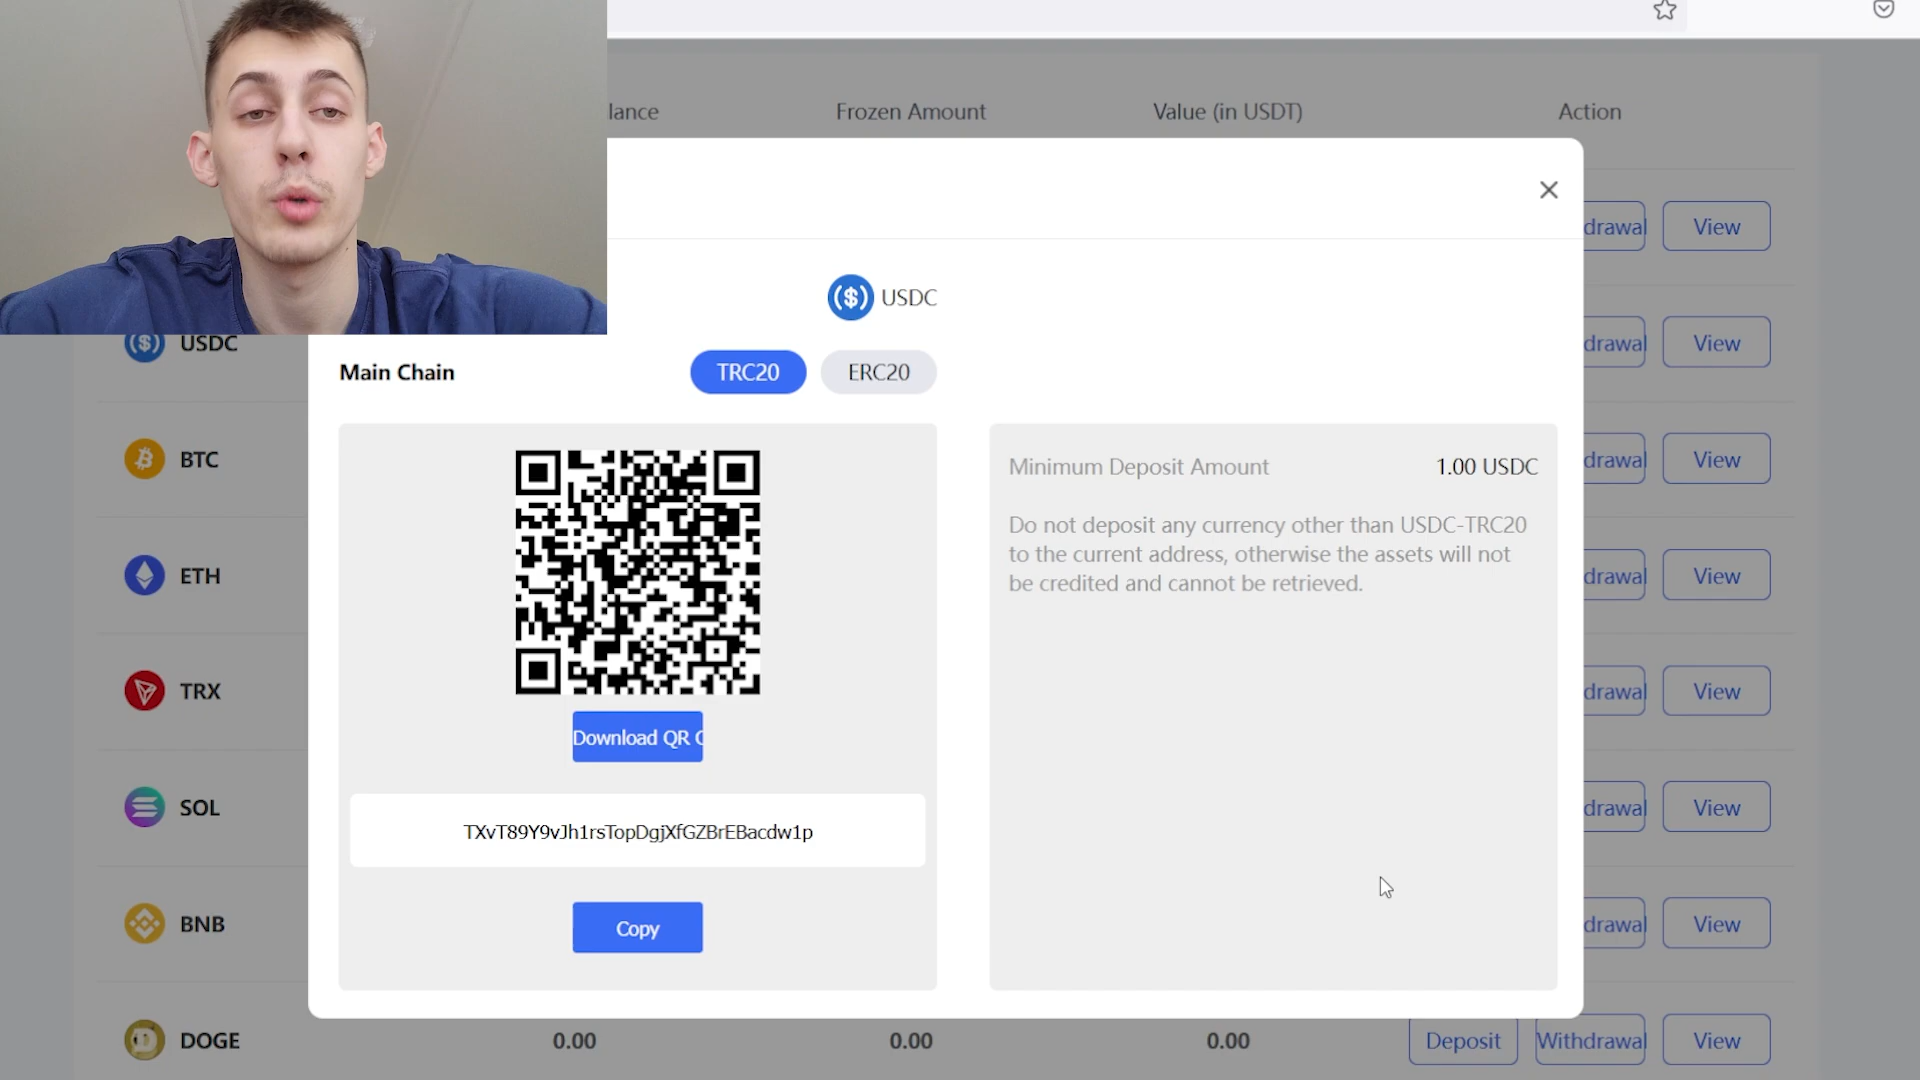 lance Frozen Amount Value (in USDT) Action
drawal View
USDC
USDC drawal View
Main Chain TRC20 ERC20
BTC drawal View
Minimum Deposit Amount 1.00 USDC
Do not deposit any currency other than USDC-TRC20
to the current address, otherwise the assets will not
be credited and cannot be retrieved.
ETH drawal View
TRX drawal View
Download QR C
SOL drawal View
TXvT89Y9vJh1rsTopDgjXfGZBrEBacdw1p
BNB drawal View
Copy
DOGE 0.00 0.00 0.00 Deposit Withdrawal View